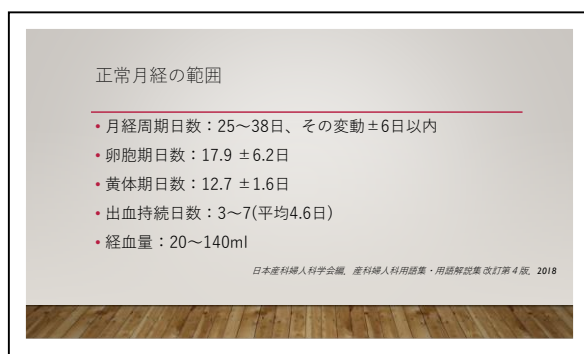 正常月経の範囲
• 月経周期日数：25～38日、その変動±6日以内
• 卵胞期日数：17.9 ±6.2日
• 黄体期日数：12.7 ±1.6日
• 出血持続日数：3～7(平均4.6日)
• 経血量：20～140ml
日本産科婦人科学会編, 産科婦人科用語集・用語解説集 改訂第４版, 2018